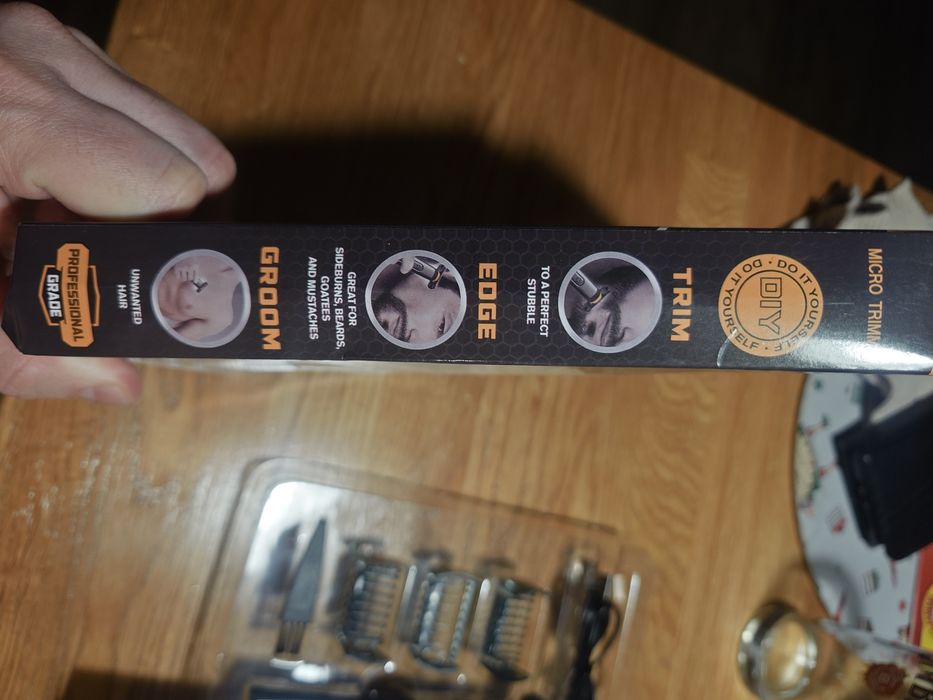 MICRO TRIMM
DO IT YOURSELF • DO IT YOURSELF •
DIY
TRIM
TO A PERFECT
STUBBLE
EDGE
GREAT FOR
SIDEBURNS, BEARDS,
GOATEES
AND MUSTACHES
GROOM
UNWANTED
HAIR
PROFESSIONAL
GRADE